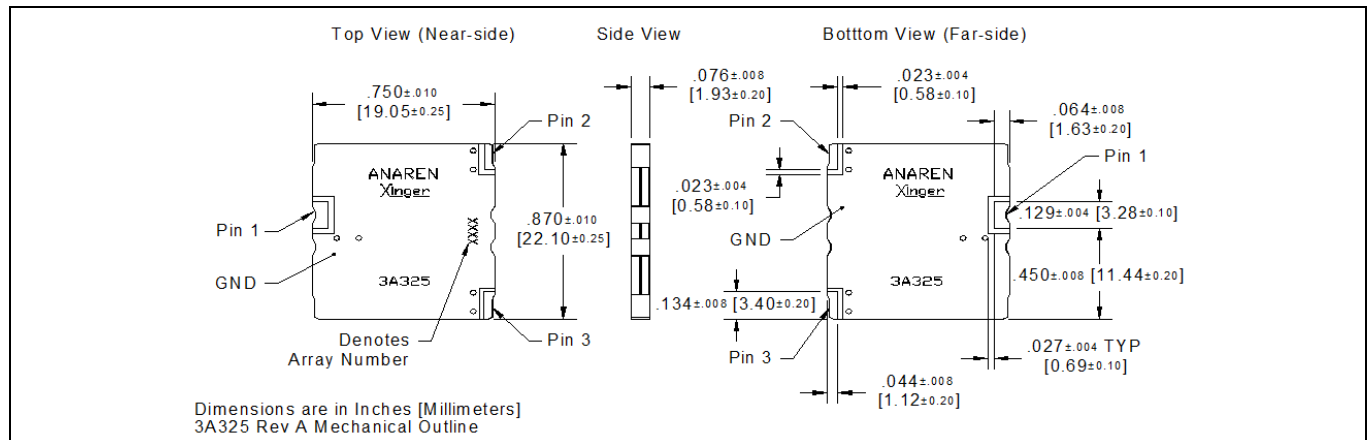 Top View (Near-side)
Side View
Botttom View (Far-side)
.750±.010
[19.05±0.25]
Pin 2
ANAREN
Xinger
Pin 1
GND
XXXX
3A325
.870±.010
[22.10±0.25]
Denotes
Array Number
Pin 3
.076±.008
[1.93±0.20]
.023±.004
[0.58±0.10]
.064±.008
[1.63±0.20]
Pin 2
Pin 1
ANAREN
Xinger
.023±.004
[0.58±0.10]
.129±.004 [3.28±0.10]
GND
.450±.008 [11.44±0.20]
3A325
.134±.008 [3.40±0.20]
Pin 3
.027±.004 TYP
[0.69±0.10]
.044±.008
[1.12±0.20]
Dimensions are in Inches [Millimeters]
3A325 Rev A Mechanical Outline